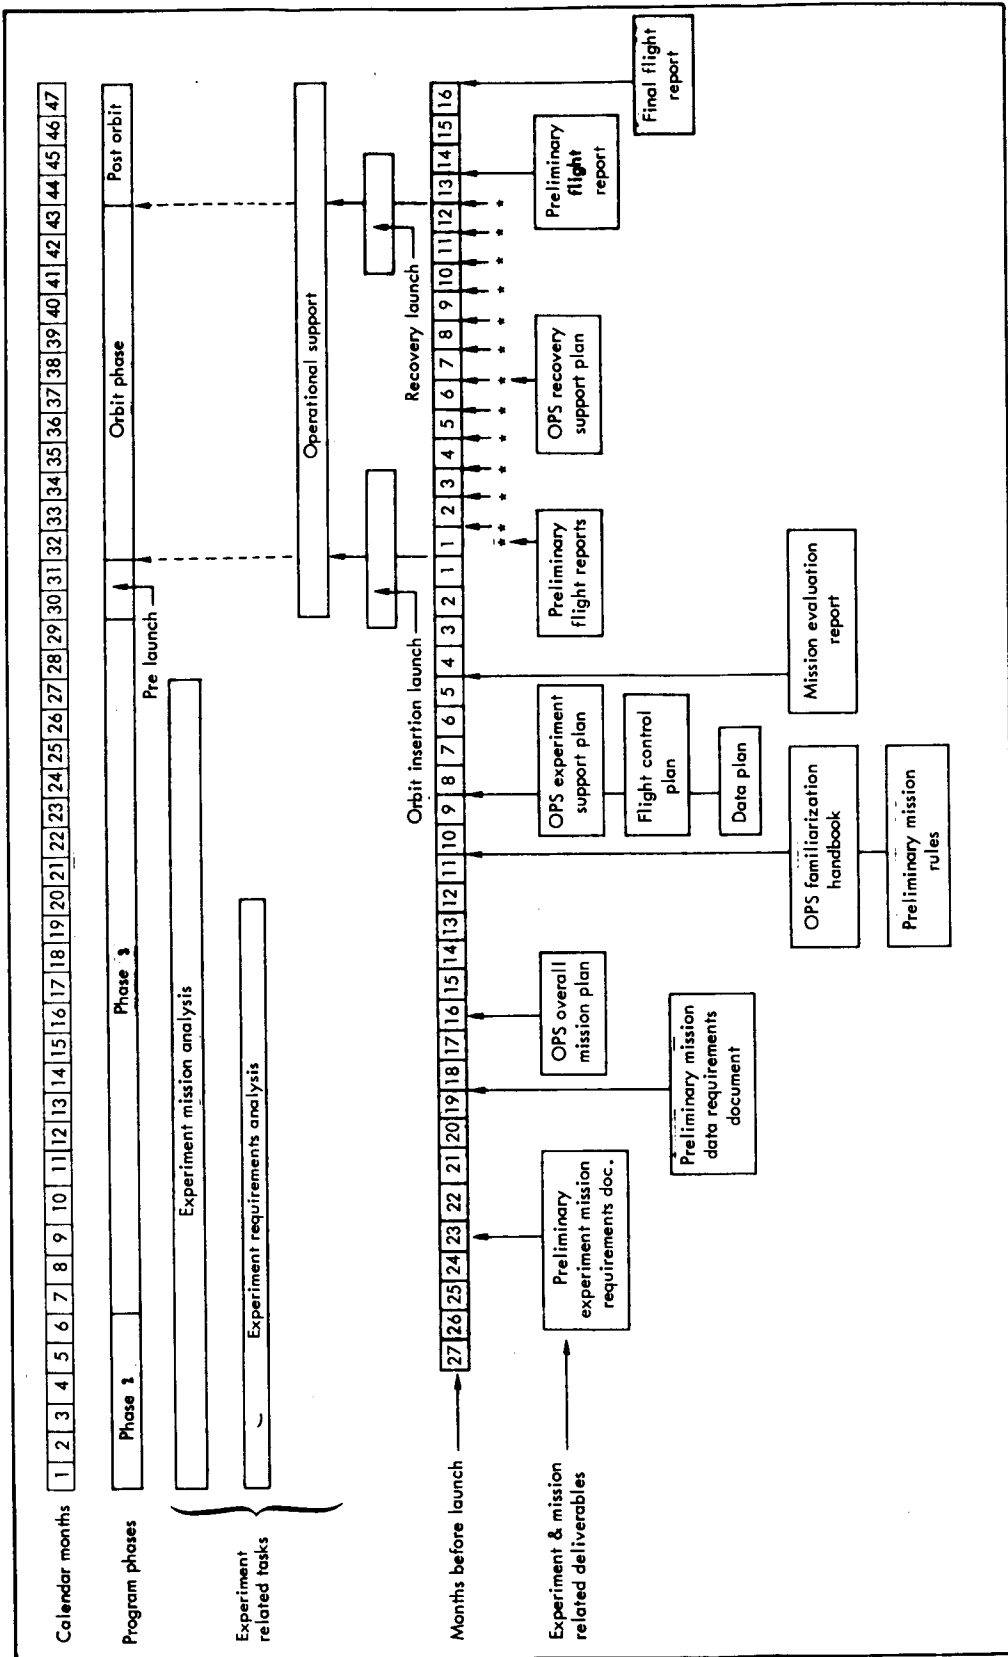 Calendar months
1 2 3 4 5 6 7 8 9 10 11 12 13 14 15 16 17 18 19 20 21 22 23 24 25 26 27 28 29 30 31 32 33 34 35 36 37 38 39 40 41 42 43 44 45 46 47
Program phases
Phase
Phase
Pre launch
Orbit phase
Post orbit
Experiment
related tasks
Experiment mission analysis
Experiment requirements analysis
Operational support
Orbit insertion launch
Recovery launch
Months before launch
27 26 25 24 23 22 21 20 19 18 17 16 15 14 13 12 11 10 9 8 7 6 5 4 3 2 1 1 2 3 4 5 6 7 8 9 10 11 12 13 14 15 16
* * * * * * * * * * * * *
Experiment & mission
related deliverables
Preliminary
experiment mission
requirements doc.
Preliminary mission
data requirements
document
OPS overall
mission plan
OPS familiarization
handbook
Preliminary mission
rules
OPS experiment
support plan
Flight control
plan
Data plan
Mission evaluation
report
Preliminary
flight reports
OPS recovery
support plan
Preliminary
flight
report
Final flight
report